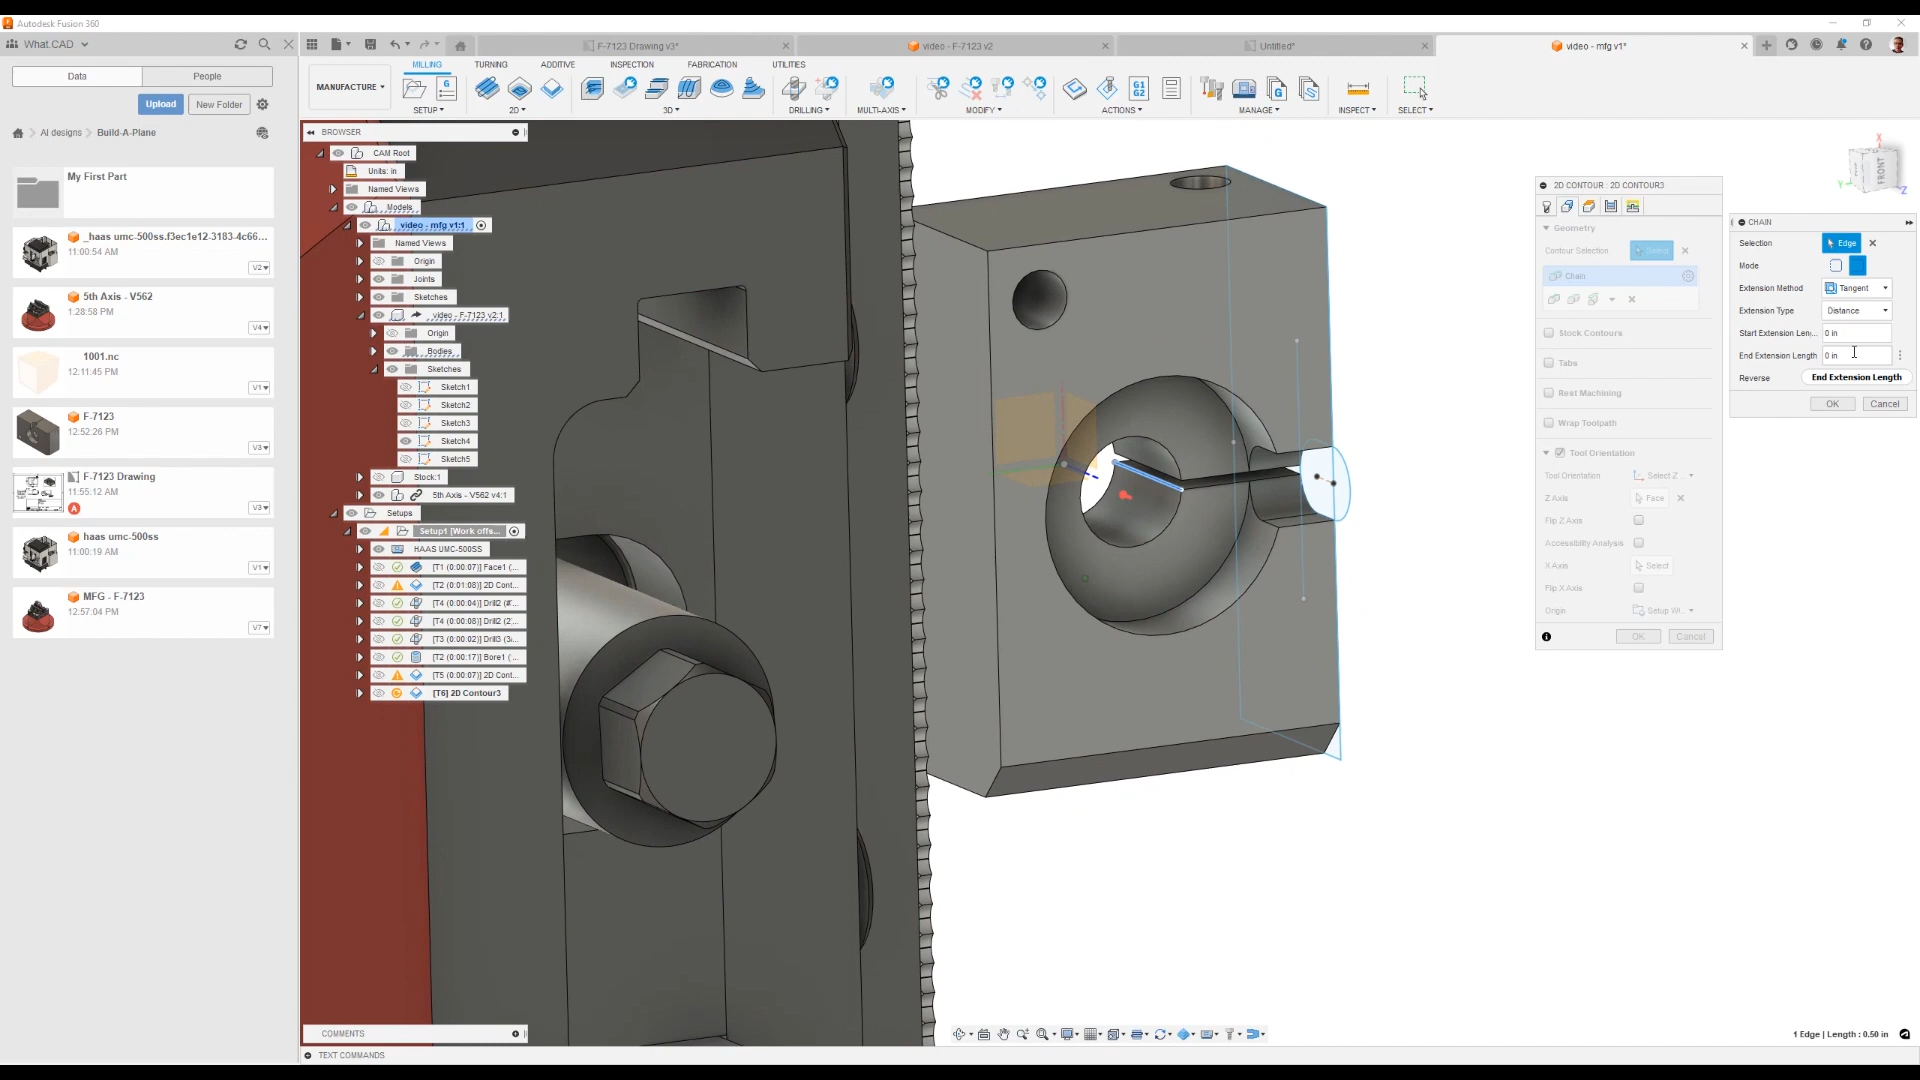 Autodesk Fusion 360
What.CAD
F-7123 Drawing v3*
video - F-7123 v2
Untitled*
video - mfg v1*
Data
People
Upload
New Folder
AI designs
Build-A-Plane
My First Part
_haas umc-500ss.f3ec1e12-3183-4c66...
11:00:54 AM
V2
5th Axis - V562
1:28:58 PM
V4
1001.nc
12:11:45 PM
V1
F-7123
12:52:26 PM
V3
F-7123 Drawing
11:55:12 AM
A
V3
haas umc-500ss
11:00:19 AM
V1
MFG - F-7123
12:57:04 PM
V7
MANUFACTURE
MILLING
TURNING
ADDITIVE
INSPECTION
FABRICATION
UTILITIES
G1
G2
SETUP
2D
3D
DRILLING
MULTI-AXIS
MODIFY
ACTIONS
MANAGE
INSPECT
SELECT
BROWSER
CAM Root
Units: in
Named Views
Models
video - mfg v1:1
Named Views
Origin
Joints
Sketches
video - F-7123 v2:1
Origin
Bodies
Sketches
Sketch1
Sketch2
Sketch3
Sketch4
Sketch5
Stock:1
5th Axis - V562 v4:1
Setups
Setup1 [Work offs...
HAAS UMC-500SS
[T1 (0:00:07)] Face1 (...
[T2 (0:01:08)] 2D Cont...
[T4 (0:00:04)] Drill2 (#...
[T4 (0:00:08)] Drill2 (2)...
[T3 (0:00:02)] Drill3 (3...
[T2 (0:00:17)] Bore1 (...
[T5 (0:00:07)] 2D Cont...
[T6] 2D Contour3
X
Y
Z
FRONT
2D CONTOUR : 2D CONTOUR3
Geometry
Contour Selection
Select
Chain
Stock Contours
Tabs
Rest Machining
Wrap Toolpath
Tool Orientation
Tool Orientation
Select Z ...
Z Axis
Face
Flip Z Axis
Accessibility Analysis
X Axis
Select
Flip X Axis
Origin
Setup W...
OK
Cancel
CHAIN
Selection
Edge
Mode
Extension Method
Tangent
Extension Type
Distance
Start Extension Len...
0 in
End Extension Length
0 in
Reverse
End Extension Length
OK
Cancel
COMMENTS
TEXT COMMANDS
1 Edge | Length : 0.50 in